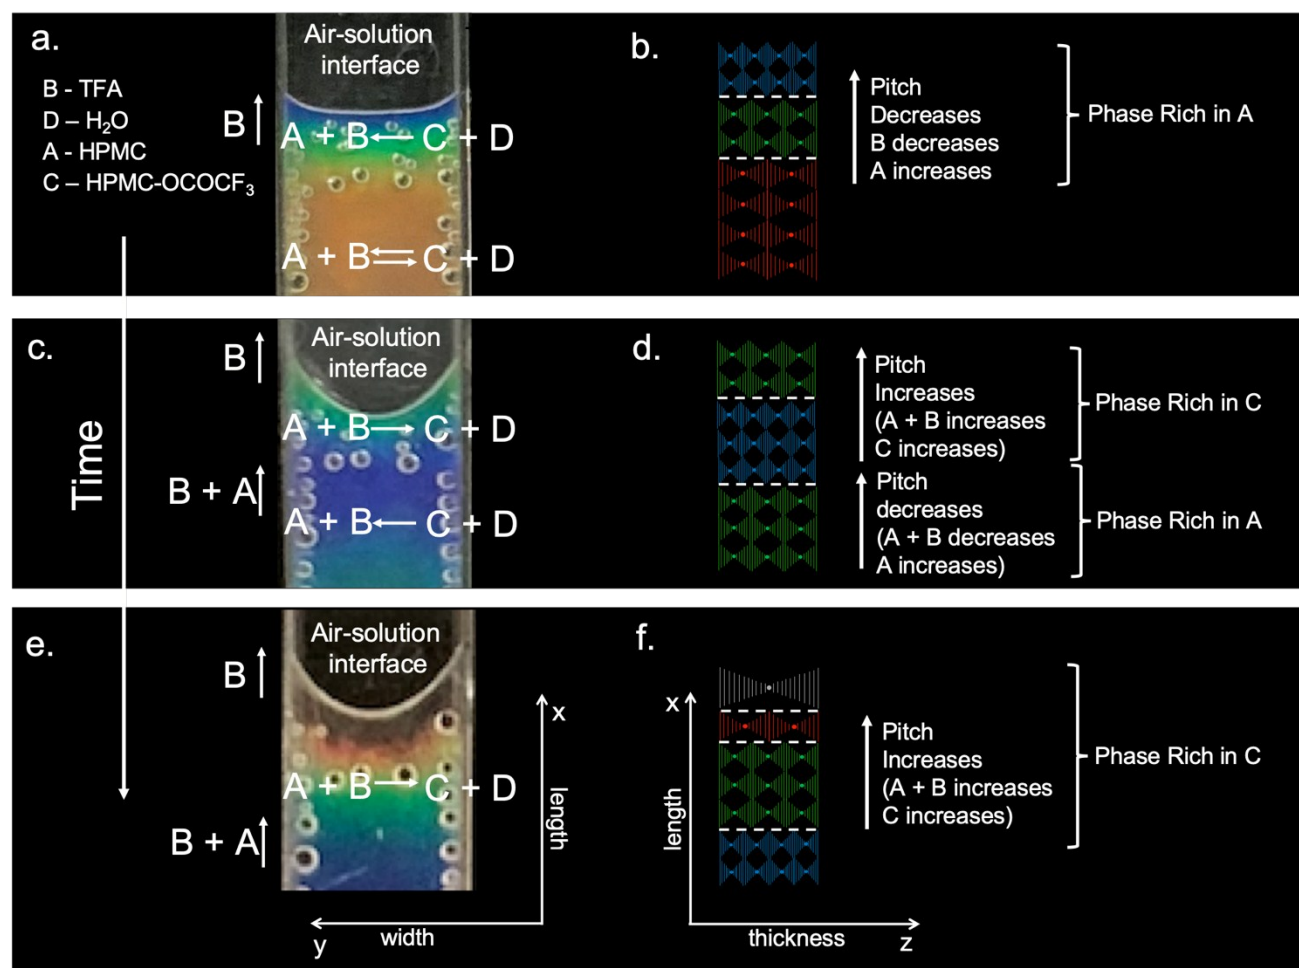 a.
B - TFA
D – H₂O
A - HPMC
C – HPMC-OCOCF₃
Air-solution
interface
B
A + B ← C + D
A + B ⇌ C + D
b.
Pitch
Decreases
B decreases
A increases
Phase Rich in A
Time
c.
B
Air-solution
interface
A + B → C + D
B + A
A + B ← C + D
d.
Pitch
Increases
(A + B increases
C increases)
Phase Rich in C
Pitch
decreases
(A + B decreases
A increases)
Phase Rich in A
e.
B
Air-solution
interface
A + B → C + D
B + A
x
length
y
width
f.
x
length
thickness
z
Pitch
Increases
(A + B increases
C increases)
Phase Rich in C